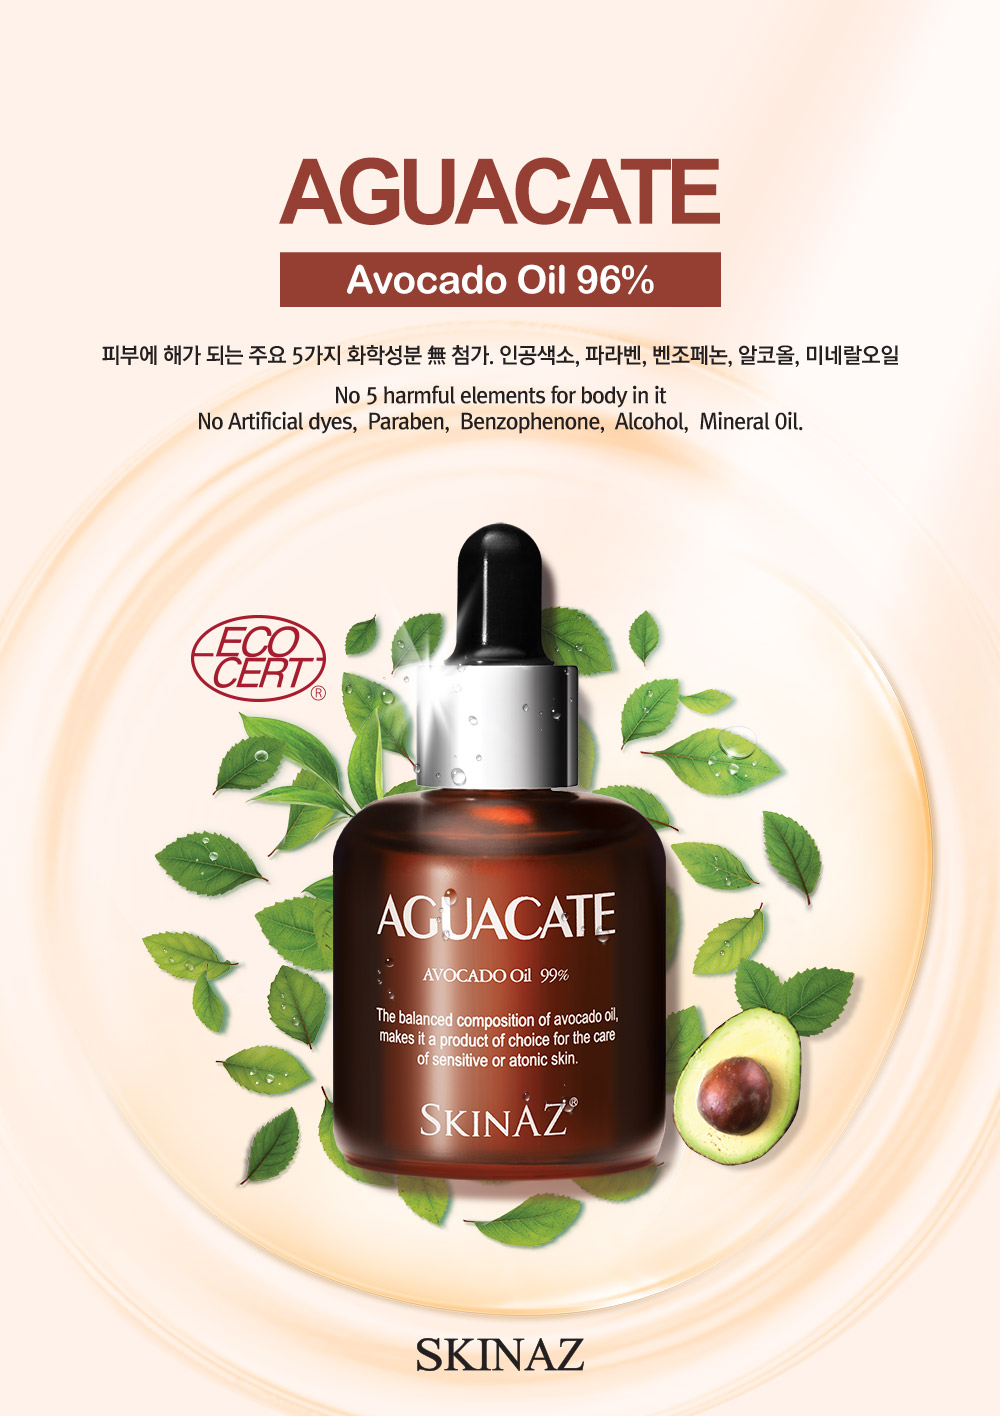 AGUACATE
Avocado Oil 96%
피부에 해가 되는 주요 5가지 화학성분 無 첨가. 인공색소, 파라벤, 벤조페논, 알코올, 미네랄오일
No 5 harmful elements for body in it
No Artificial dyes, Paraben, Benzophenone, Alcohol, Mineral Oil.
ECO
CERT®
AGUACATE
AVOCADO Oil 99%
The balanced composition of avocado oil,
makes it a product of choice for the care
of sensitive or atonic skin.
SKINAZ®
SKINAZ